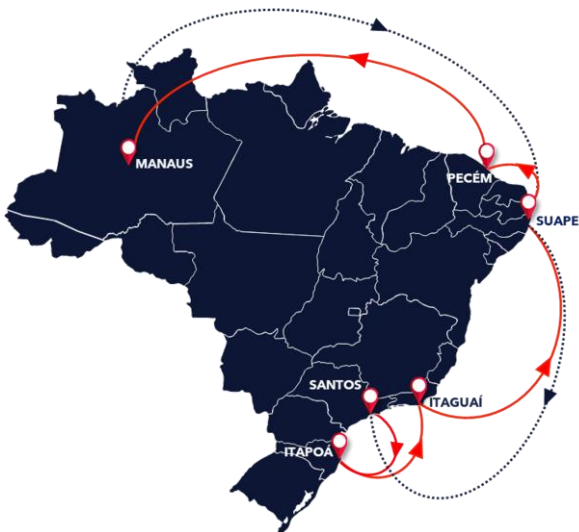 MANAUS
PECÉM
SUAPE
SANTOS
ITAGUAÍ
ITAPOÁ